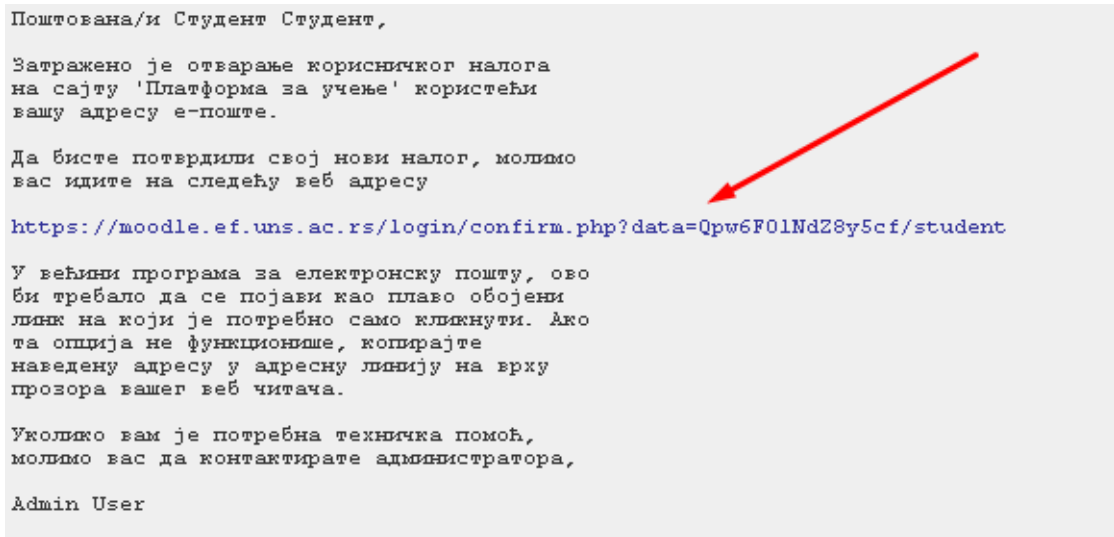 Поштована/и Студент Студент,
Затражено је отварање корисничког налога
на сајту 'Платформа за учење' користећи
вашу адресу е-поште.
Да бисте потврдили свој нови налог, молимо
вас идите на следећу веб адресу
https://moodle.ef.uns.ac.rs/login/confirm.php?data=Qpw6FOlNdZ8y5cf/student
У већини програма за електронску пошту, ово
би требало да се појави као плаво обојени
линк на који је потребно само кликнути. Ако
та опција не функционише, копирајте
наведену адресу у адресну линију на врху
прозора вашег веб читача.
Уколико вам је потребна техничка помоћ,
молимо вас да контактирате администратора,
Admin User